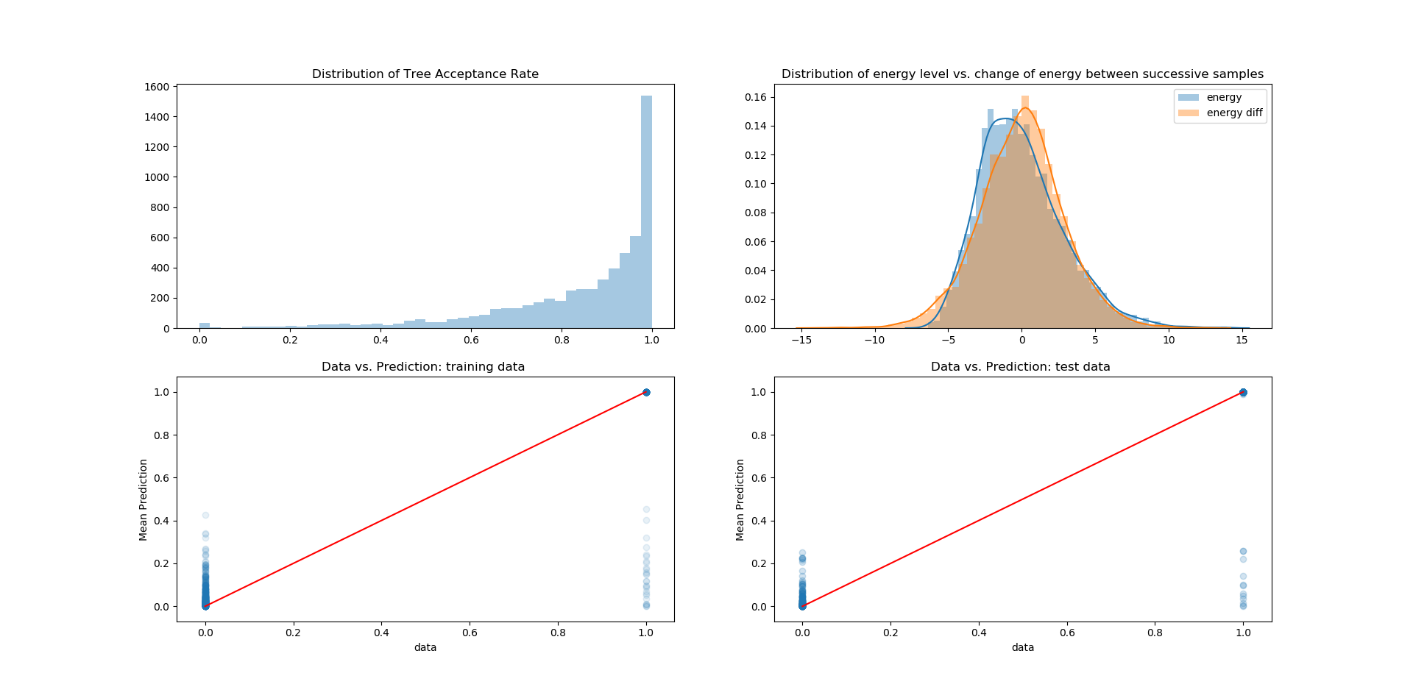 Distribution of Tree Acceptance Rate
1600
1400
1200
1000
800
600
400
200
0
0.0 0.2 0.4 0.6 0.8 1.0
Distribution of energy level vs. change of energy between successive samples
energy
energy diff
0.16
0.14
0.12
0.10
0.08
0.06
0.04
0.02
0.00
−15 −10 −5 0 5 10 15
Data vs. Prediction: training data
Mean Prediction
1.0
0.8
0.6
0.4
0.2
0.0
0.0 0.2 0.4 0.6 0.8 1.0
data
Data vs. Prediction: test data
Mean Prediction
1.0
0.8
0.6
0.4
0.2
0.0
0.0 0.2 0.4 0.6 0.8 1.0
data